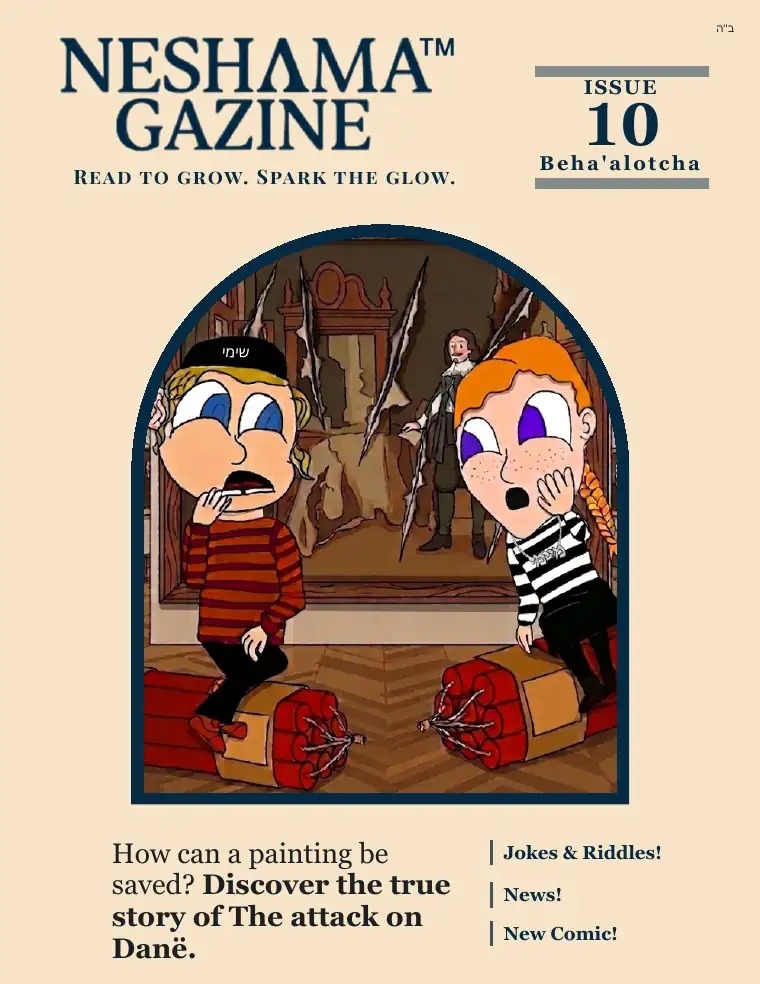 ב"ה
NESHAMA™
GAZINE
READ TO GROW. SPARK THE GLOW.
ISSUE
10
Beha'alotcha
שימי
How can a painting be
saved? Discover the true
story of The attack on
Danë.
Jokes & Riddles!
News!
New Comic!